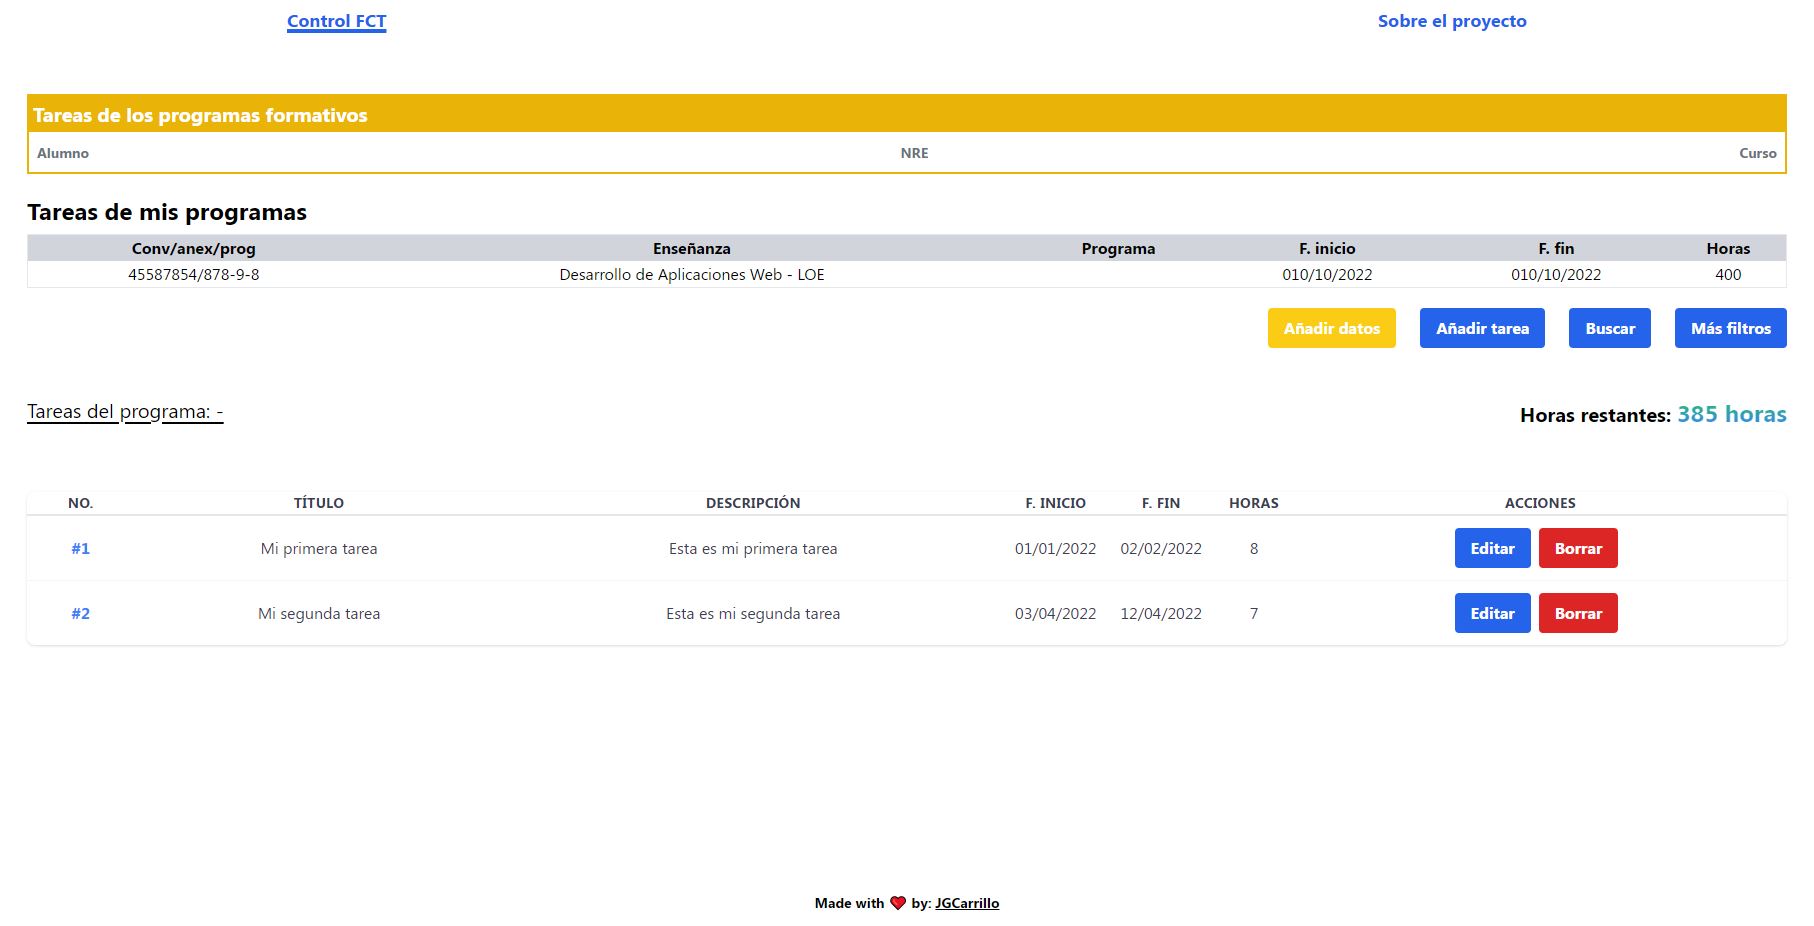 Control FCT Sobre el proyecto
Tareas de los programas formativos
Alumno NRE Curso
Tareas de mis programas
Conv/anex/prog Enseñanza Programa F. inicio F. fin Horas
45587854/878-9-8 Desarrollo de Aplicaciones Web - LOE 010/10/2022 010/10/2022 400
Añadir datos Añadir tarea Buscar Más filtros
Tareas del programa: - Horas restantes: 385 horas
NO. TÍTULO DESCRIPCIÓN F. INICIO F. FIN HORAS ACCIONES
#1 Mi primera tarea Esta es mi primera tarea 01/01/2022 02/02/2022 8 Editar Borrar
#2 Mi segunda tarea Esta es mi segunda tarea 03/04/2022 12/04/2022 7 Editar Borrar
Made with ❤ by: JGCarrillo